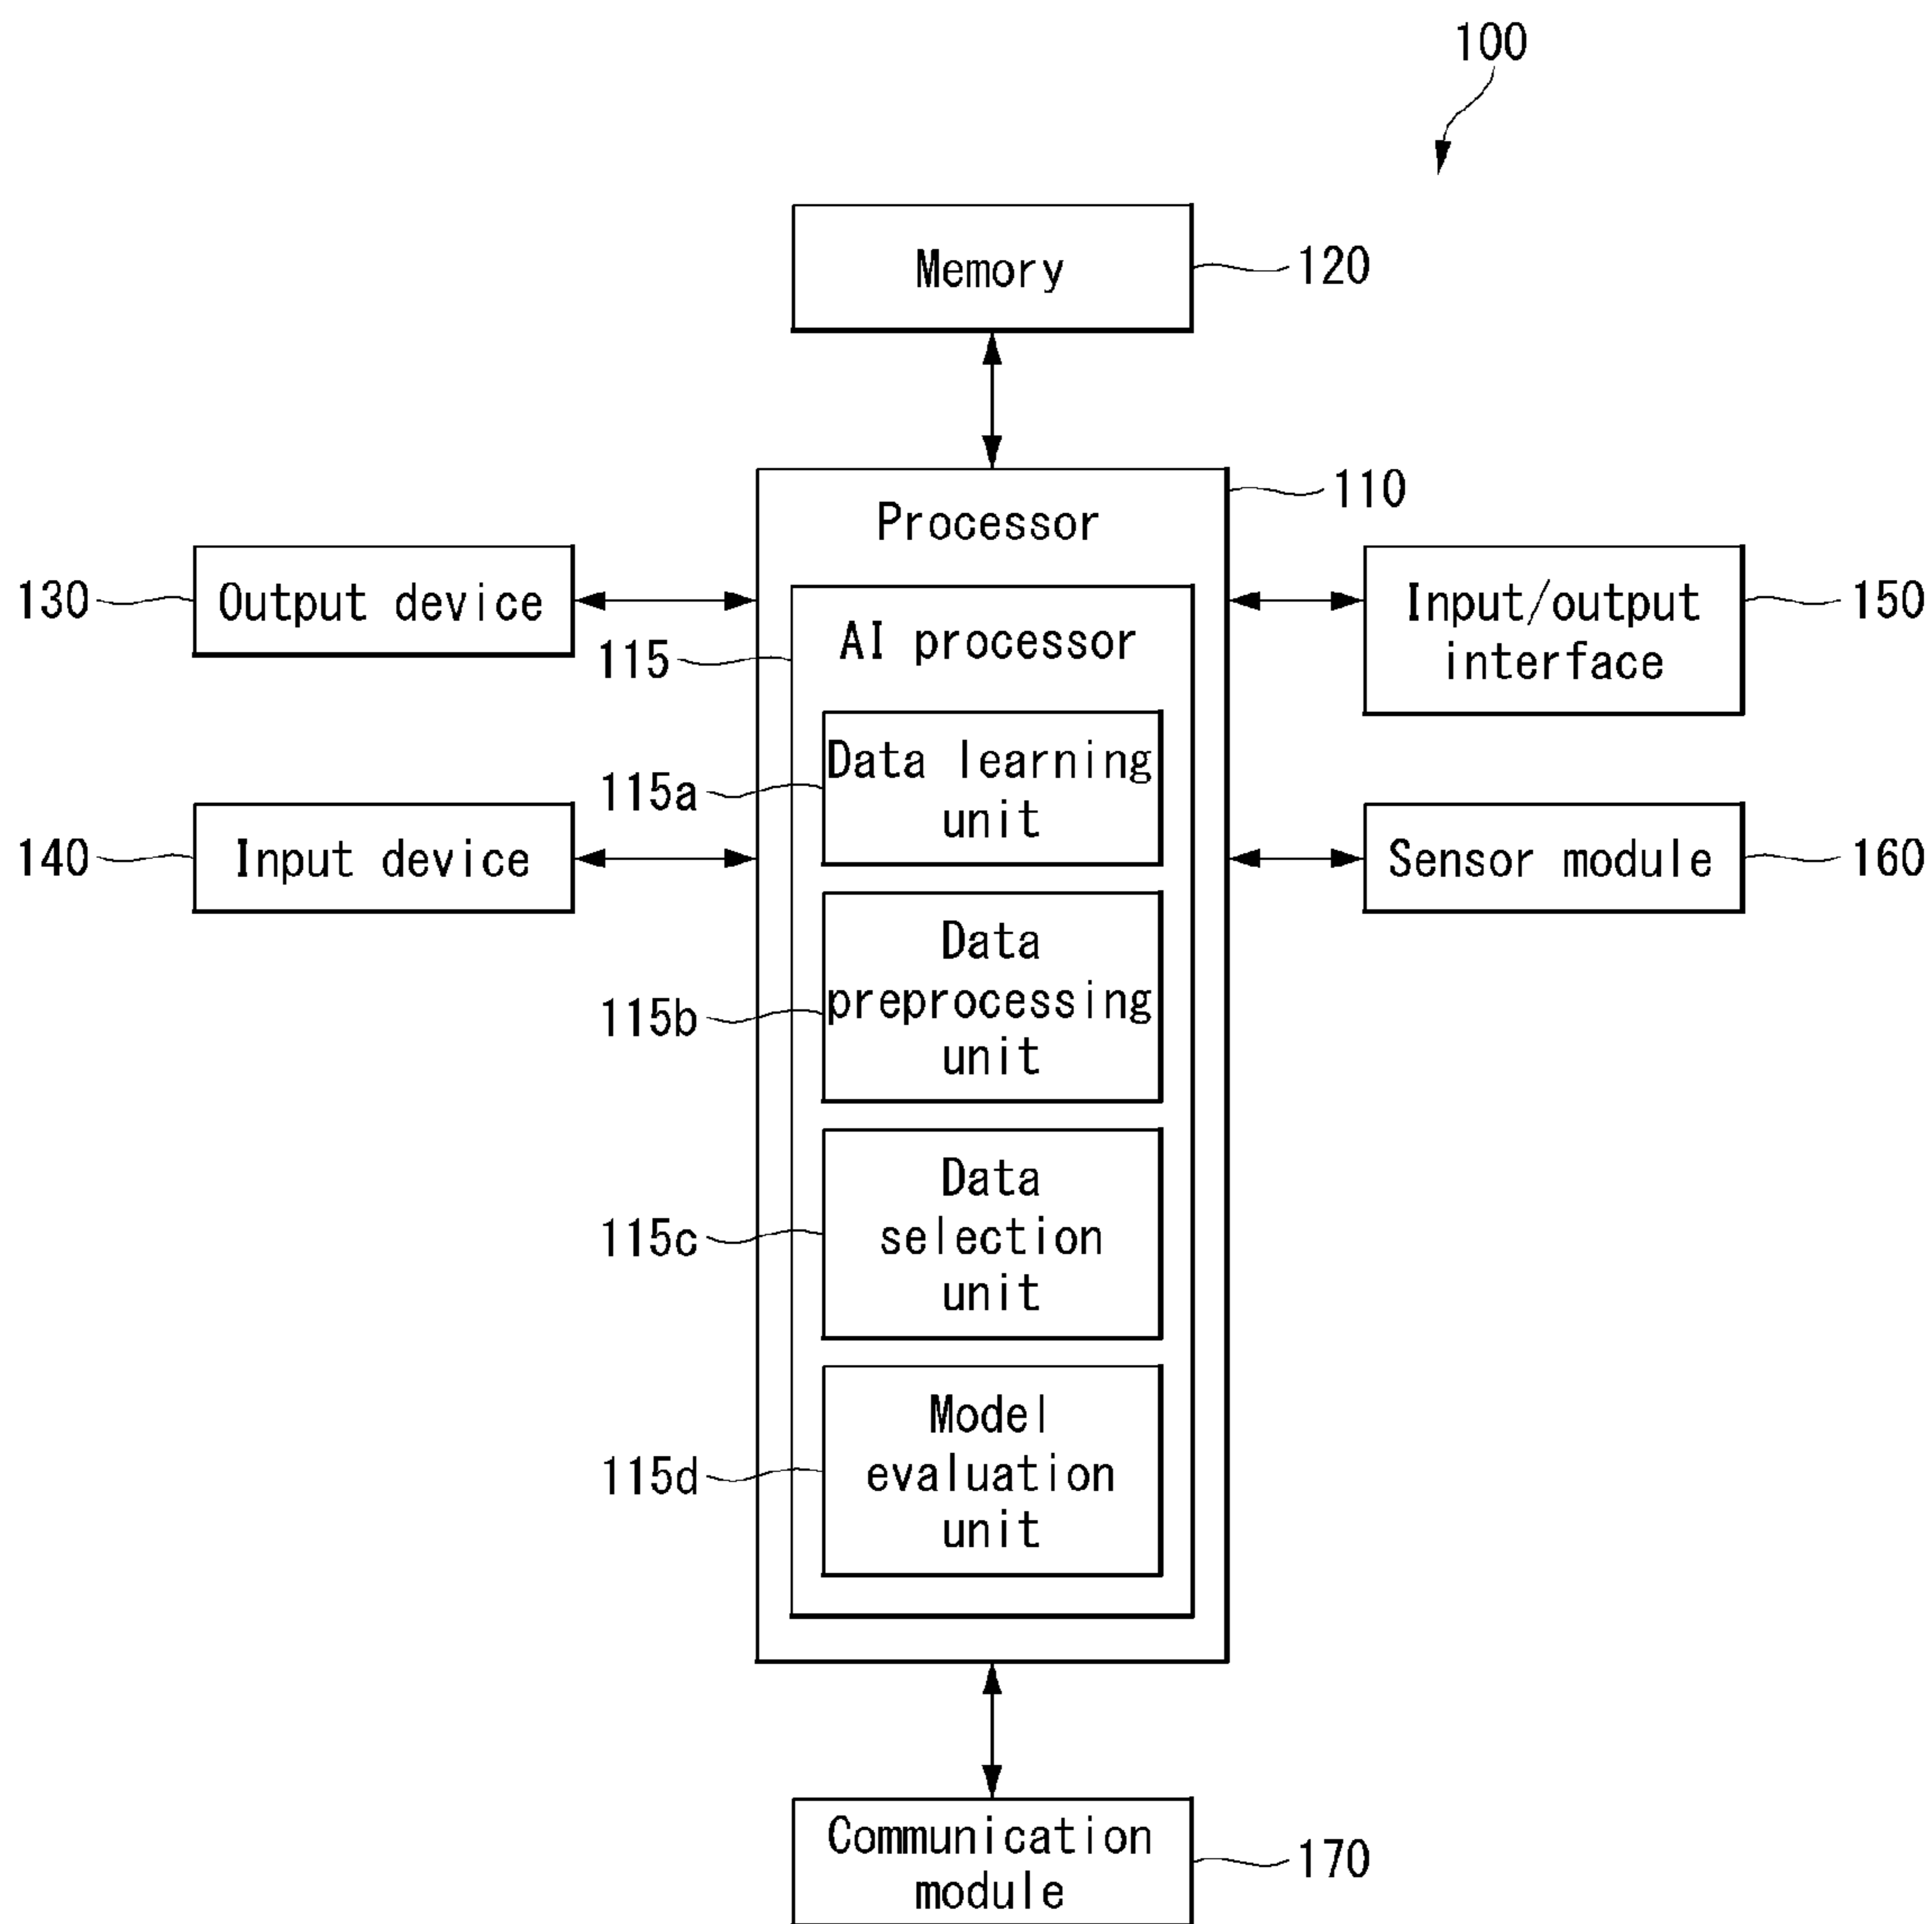 100
Memory
120
110
Processor
130
Output device
Input/output
interface
150
115
AI processor
115a
Data learning
unit
140
Input device
Sensor module
160
115b
Data
preprocessing
unit
115c
Data
selection
unit
115d
Model
evaluation
unit
Communication
module
170